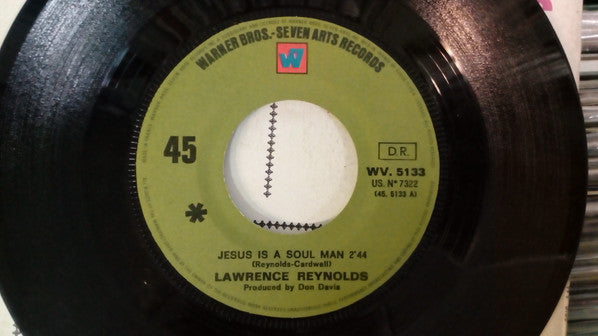 WARNER BROS.-SEVEN ARTS RECORDS
W7
45
D.R.
WV. 5133
US. N° 7322
(45. 5133 A)
*
JESUS IS A SOUL MAN 2'44
(Reynolds-Cardwell)
LAWRENCE REYNOLDS
Produced by Don Davis